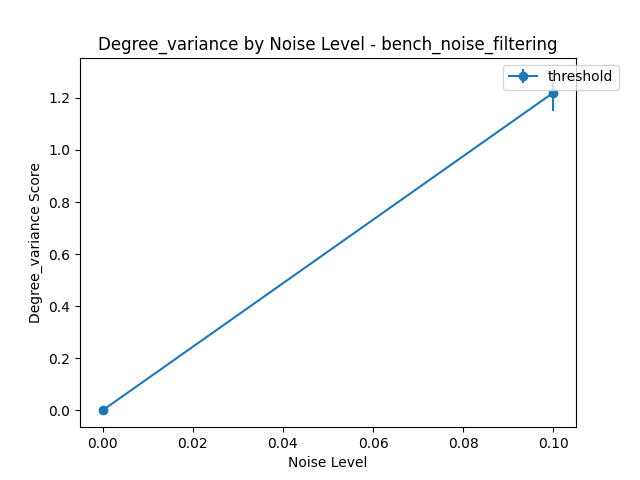 Degree_variance by Noise Level - bench_noise_filtering
threshold
Degree_variance Score
1.2
1.0
0.8
0.6
0.4
0.2
0.0
0.00 0.02 0.04 0.06 0.08 0.10
Noise Level